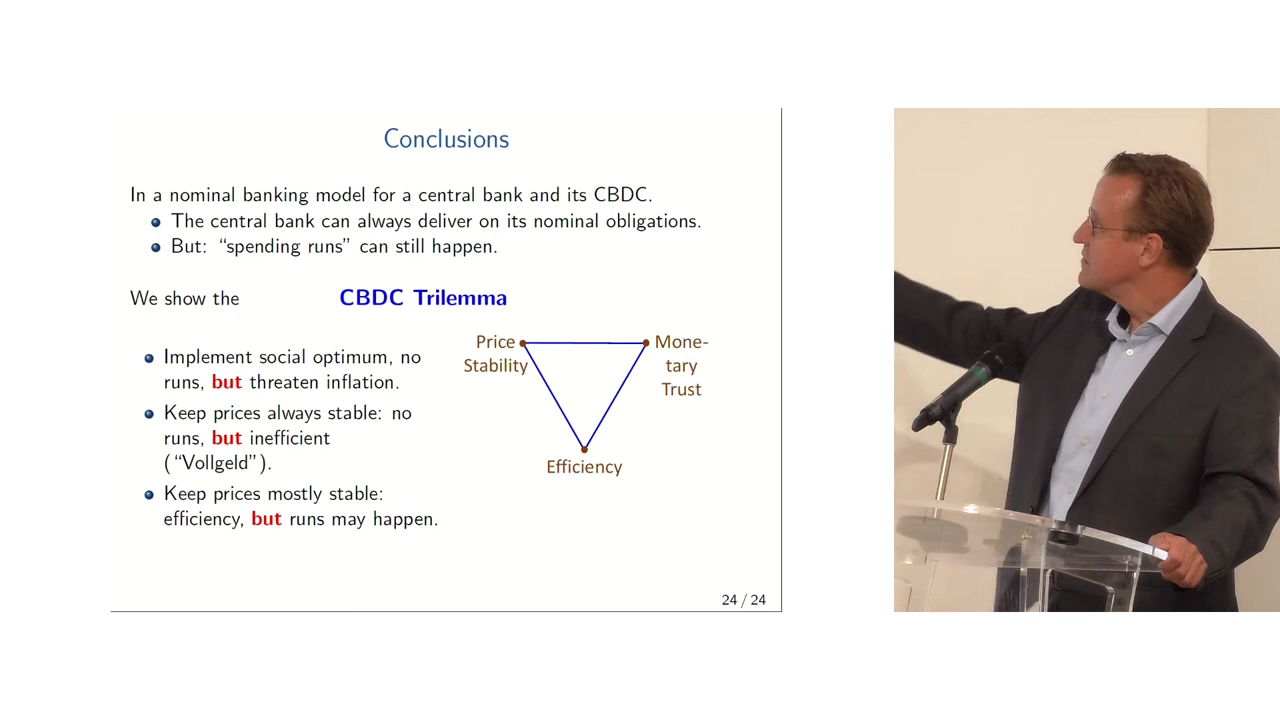 Conclusions
In a nominal banking model for a central bank and its CBDC.
The central bank can always deliver on its nominal obligations.
But: “spending runs” can still happen.
We show the CBDC Trilemma
Implement social optimum, no
runs, but threaten inflation.
Keep prices always stable: no
runs, but inefficient
(“Vollgeld”).
Keep prices mostly stable:
efficiency, but runs may happen.
Price
Stability
Mone-
tary
Trust
Efficiency
24 / 24